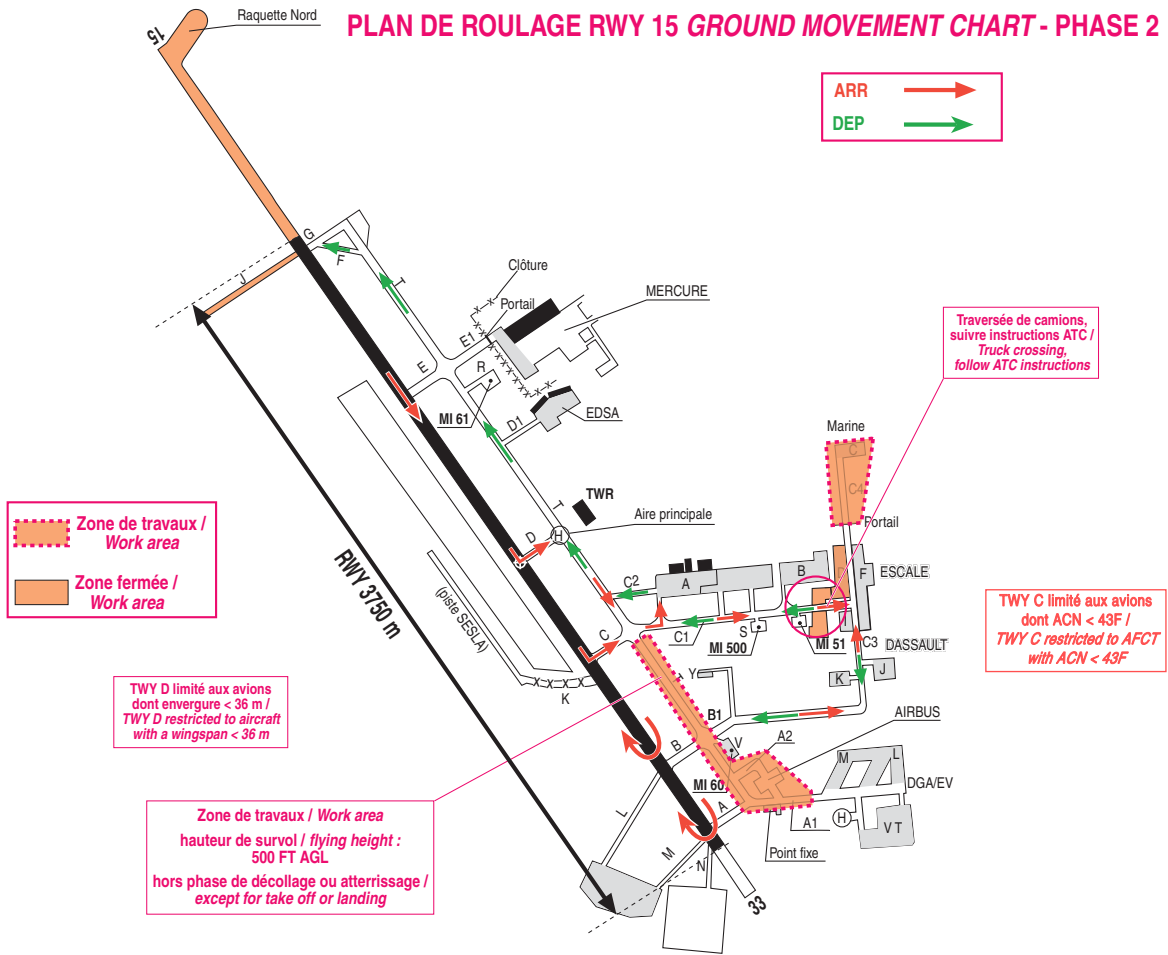 PLAN DE ROULAGE RWY 15 GROUND MOVEMENT CHART - PHASE 2
Raquette Nord
15
ARR
DEP
G
F
J
T
Clôture
Portail
MERCURE
E1
E
R
MI 61
D1
EDSA
Traversée de camions,
suivre instructions ATC /
Truck crossing,
follow ATC instructions
Marine
C
C4
Portail
Zone de travaux /
Work area
Zone fermée /
Work area
RWY 3750 m
(piste SESLA)
T
TWR
Aire principale
D
H
C2
A
B
F
ESCALE
C
C1
S
MI 500
MI 51
C3
DASSAULT
TWY C limité aux avions
dont ACN < 43F /
TWY C restricted to AFCT
with ACN < 43F
K
Y
K
J
TWY D limité aux avions
dont envergure < 36 m /
TWY D restricted to aircraft
with a wingspan < 36 m
B1
B
V
A2
AIRBUS
MI 60
M
L
DGA/EV
L
A
A1
H
VT
Point fixe
M
N
33
Zone de travaux / Work area
hauteur de survol / flying height :
500 FT AGL
hors phase de décollage ou atterrissage /
except for take off or landing